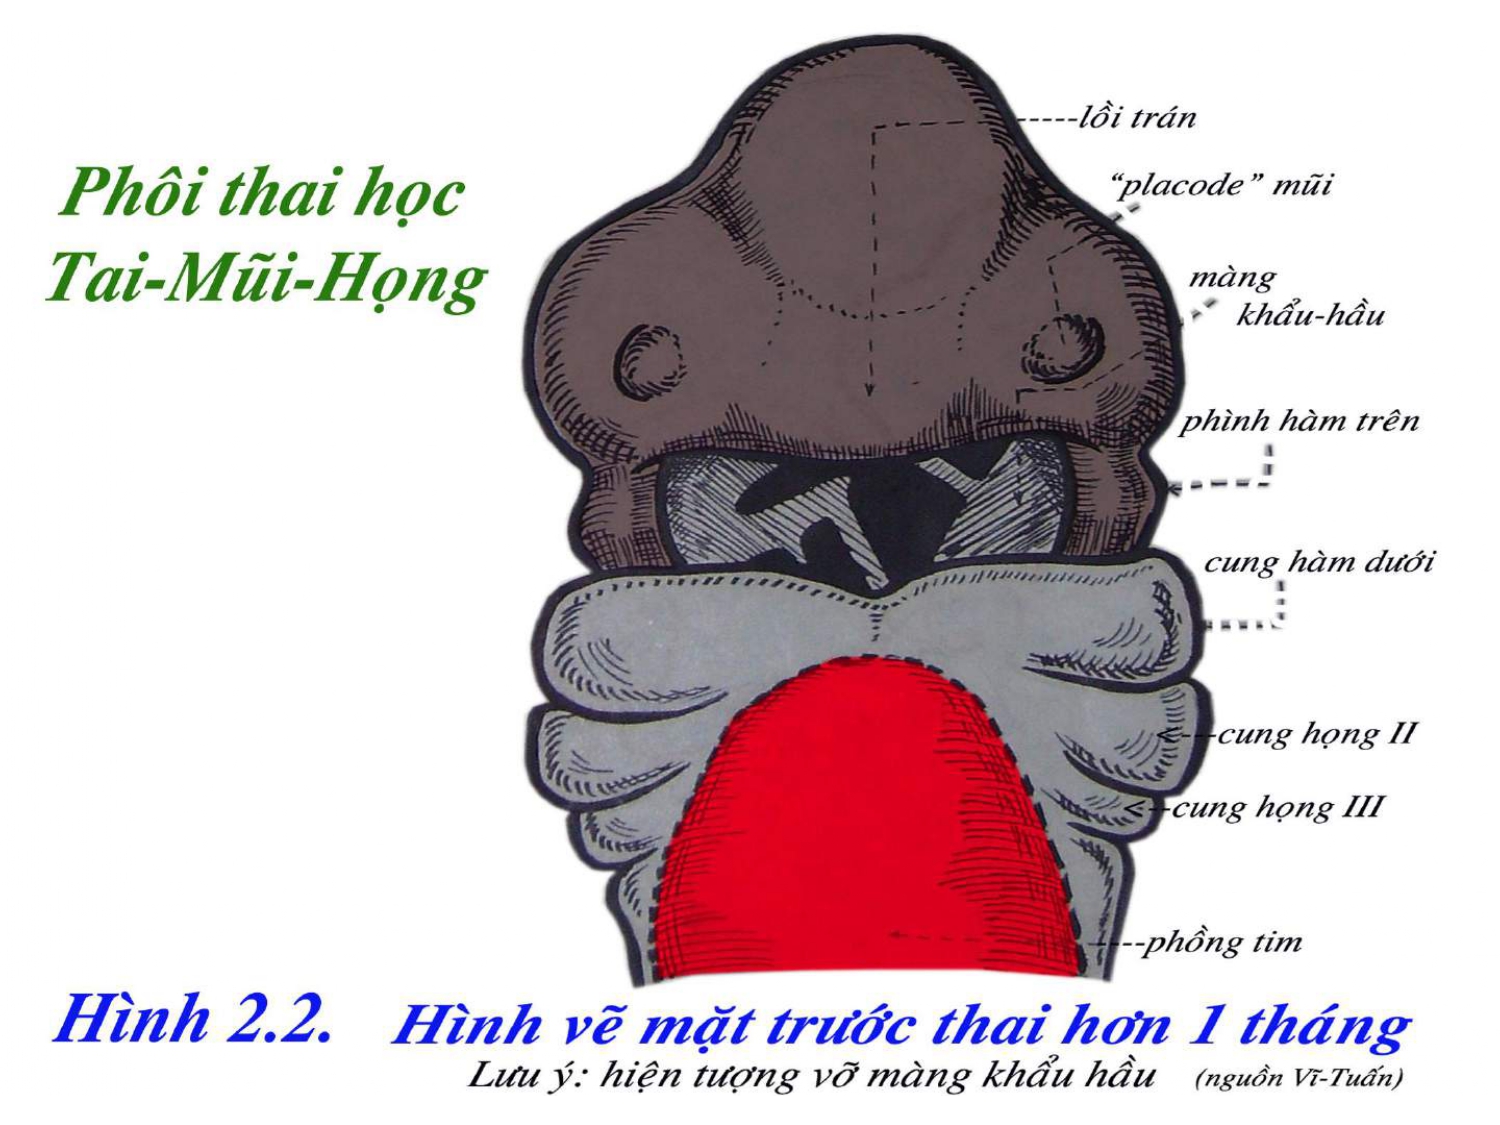 Phôi thai học
Tai-Mũi-Họng
lồi trán
“placode” mũi
màng
khẩu-hầu
phình hàm trên
cung hàm dưới
cung họng II
cung họng III
phồng tim
Hình 2.2. Hình vẽ mặt trước thai hơn 1 tháng
Lưu ý: hiện tượng vỡ màng khẩu hầu (nguồn Vĩ-Tuấn)